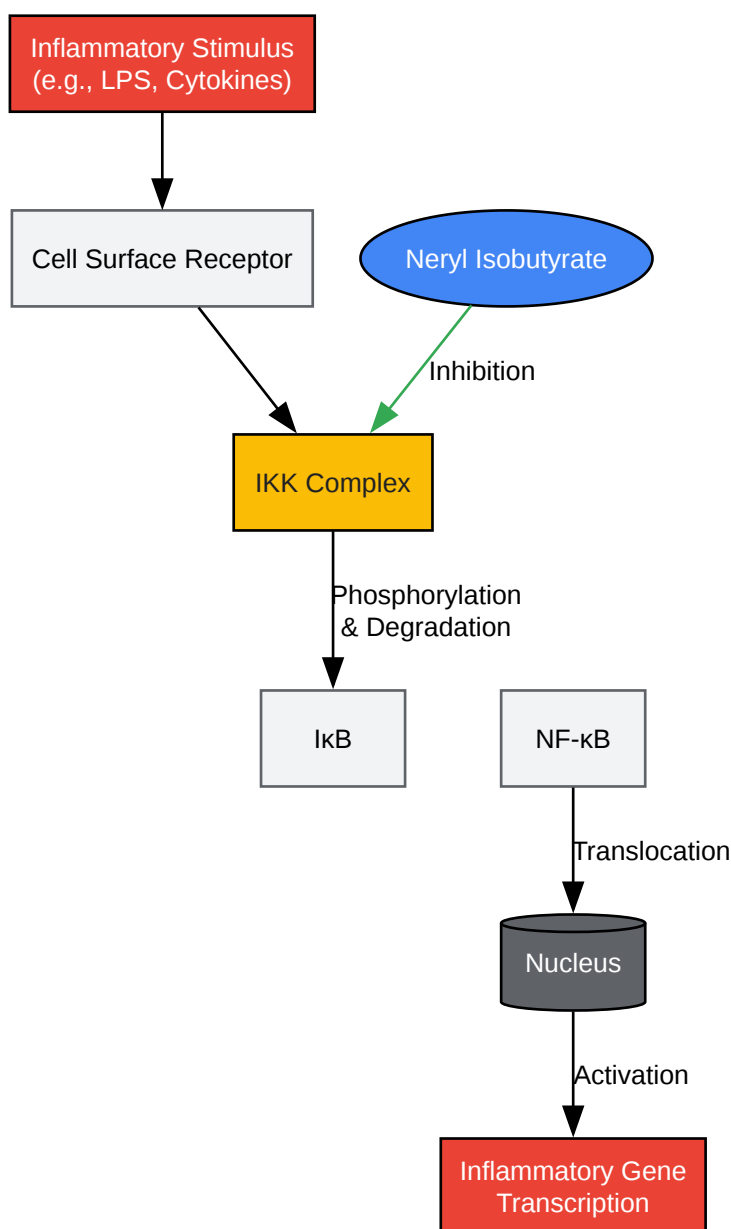 Inflammatory Stimulus
(e.g., LPS, Cytokines)
Cell Surface Receptor
Neryl Isobutyrate
Inhibition
IKK Complex
Phosphorylation
& Degradation
IκB
NF-κB
Translocation
Nucleus
Activation
Inflammatory Gene
Transcription